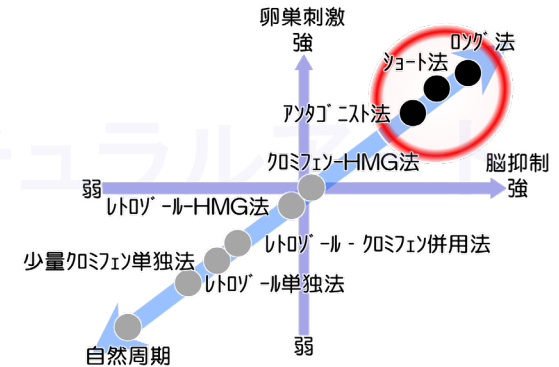 卵巣刺激
強
ﾛﾝｸﾞ法
ｼｮｰﾄ法
ｱﾝﾀｺﾞﾆｽﾄ法
ｸﾛﾐﾌｪﾝｰHMG法
脳抑制
弱
強
ﾚﾄﾛｿﾞｰﾙｰHMG法
ﾚﾄﾛｿﾞｰﾙ - ｸﾛﾐﾌｪﾝ併用法
少量ｸﾛﾐﾌｪﾝ単独法
ﾚﾄﾛｿﾞｰﾙ単独法
弱
自然周期